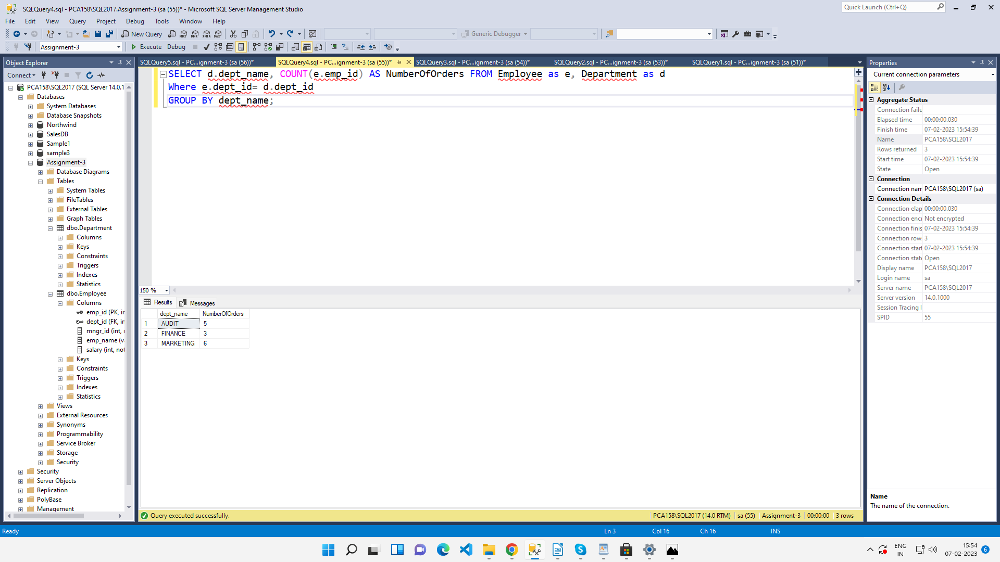 SQLQuery4.sql - PCA158\SQL2017.Assignment-3 (sa (55))* - Microsoft SQL Server Management Studio
Quick Launch (Ctrl+Q)
File Edit View Query Project Debug Tools Window Help
New Query
Generic Debugger
Assignment-3
Execute Debug
Object Explorer
Connect
PCA158\SQL2017 (SQL Server 14.0.1
Databases
System Databases
Database Snapshots
Northwind
SalesDB
Sample1
sample3
Assignment-3
Database Diagrams
Tables
System Tables
FileTables
External Tables
Graph Tables
dbo.Department
Columns
Keys
Constraints
Triggers
Indexes
Statistics
dbo.Employee
Columns
emp_id (PK, in
dept_id (FK, in
mngr_id (int, n
emp_name (va
salary (int, not
Keys
Constraints
Triggers
Indexes
Statistics
Views
External Resources
Synonyms
Programmability
Service Broker
Storage
Security
Security
Server Objects
Replication
PolyBase
Management
SQLQuery5.sql - PC...ignment-3 (sa (56))*
SQLQuery4.sql - PC...ignment-3 (sa (55))*
SQLQuery3.sql - PC...ignment-3 (sa (54))*
SQLQuery2.sql - PC...ignment-3 (sa (53))*
SQLQuery1.sql - PC...ignment-3 (sa (51))*
SELECT d.dept_name, COUNT(e.emp_id) AS NumberOfOrders FROM Employee as e, Department as d
Where e.dept_id= d.dept_id
GROUP BY dept_name;
150 %
Results Messages
dept_name NumberOfOrders
1 AUDIT 5
2 FINANCE 3
3 MARKETING 6
Query executed successfully.
PCA158\SQL2017 (14.0 RTM) sa (55) Assignment-3 00:00:00 3 rows
Properties
Current connection parameters
Aggregate Status
Connection failu
Elapsed time 00:00:00.030
Finish time 07-02-2023 15:54:39
Name PCA158\SQL2017
Rows returned 3
Start time 07-02-2023 15:54:39
State Open
Connection
Connection nam PCA158\SQL2017 (sa)
Connection Details
Connection elap 00:00:00.030
Connection encr Not encrypted
Connection finis 07-02-2023 15:54:39
Connection row 3
Connection start 07-02-2023 15:54:39
Connection state Open
Display name PCA158\SQL2017
Login name sa
Server name PCA158\SQL2017
Server version 14.0.1000
Session Tracing I
SPID 55
Name
The name of the connection.
Ready
Ln 3 Col 16 Ch 16 INS
ENG
IN
15:54
07-02-2023
6